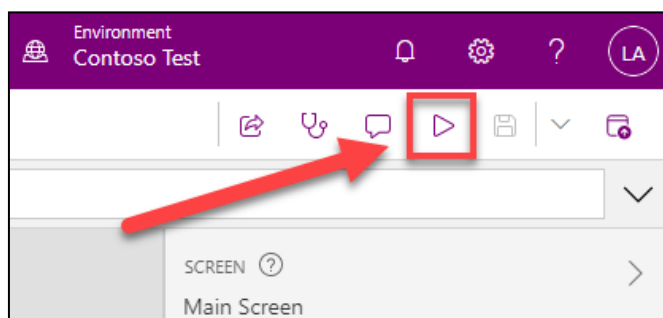 Environment
Contoso Test
?
LA
SCREEN ?
Main Screen